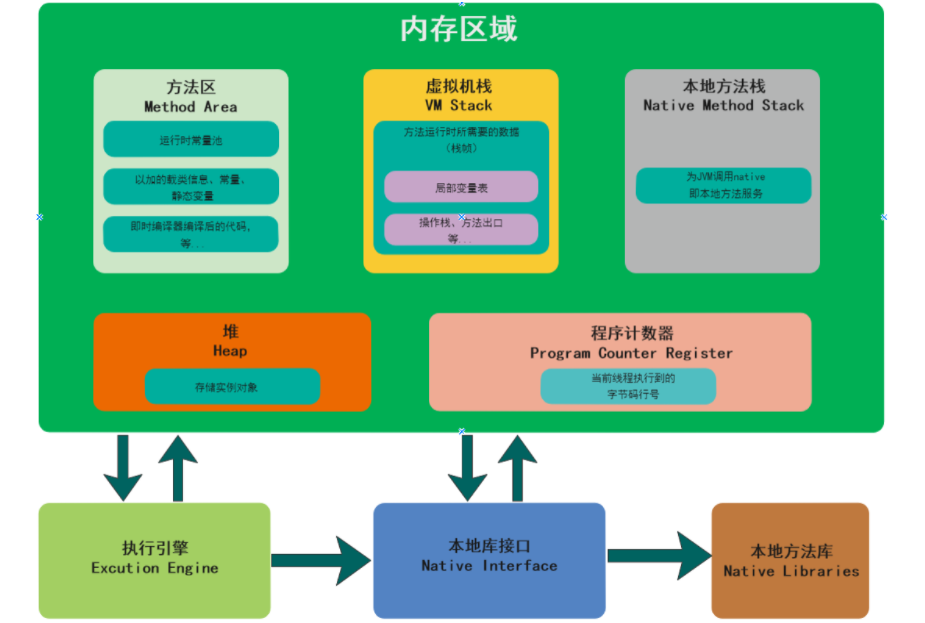 内存区域
方法区
Method Area
运行时常量池
以加的载类信息、常量、
静态变量
即时编译器编译后的代码,
等...
虚拟机栈
VM Stack
方法运行时所需要的数据
(栈帧)
局部变量表
操作栈、方法出口
等...
本地方法栈
Native Method Stack
为JVM调用native
即本地方法服务
堆
Heap
存储实例对象
程序计数器
Program Counter Register
当前线程执行到的
字节码行号
执行引擎
Excution Engine
本地库接口
Native Interface
本地方法库
Native Libraries